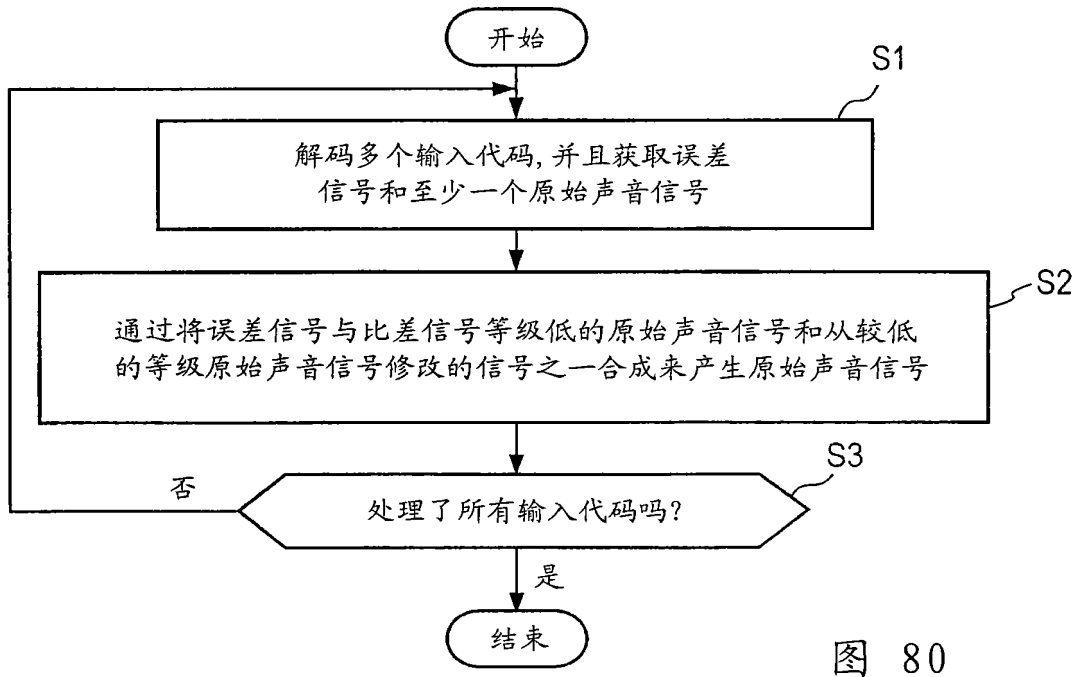 开始
S1
解码多个输入代码,并且获取误差
信号和至少一个原始声音信号
S2
通过将误差信号与比差信号等级低的原始声音信号和从较低
的等级原始声音信号修改的信号之一合成来产生原始声音信号
S3
否
处理了所有输入代码吗?
是
结束
图 80